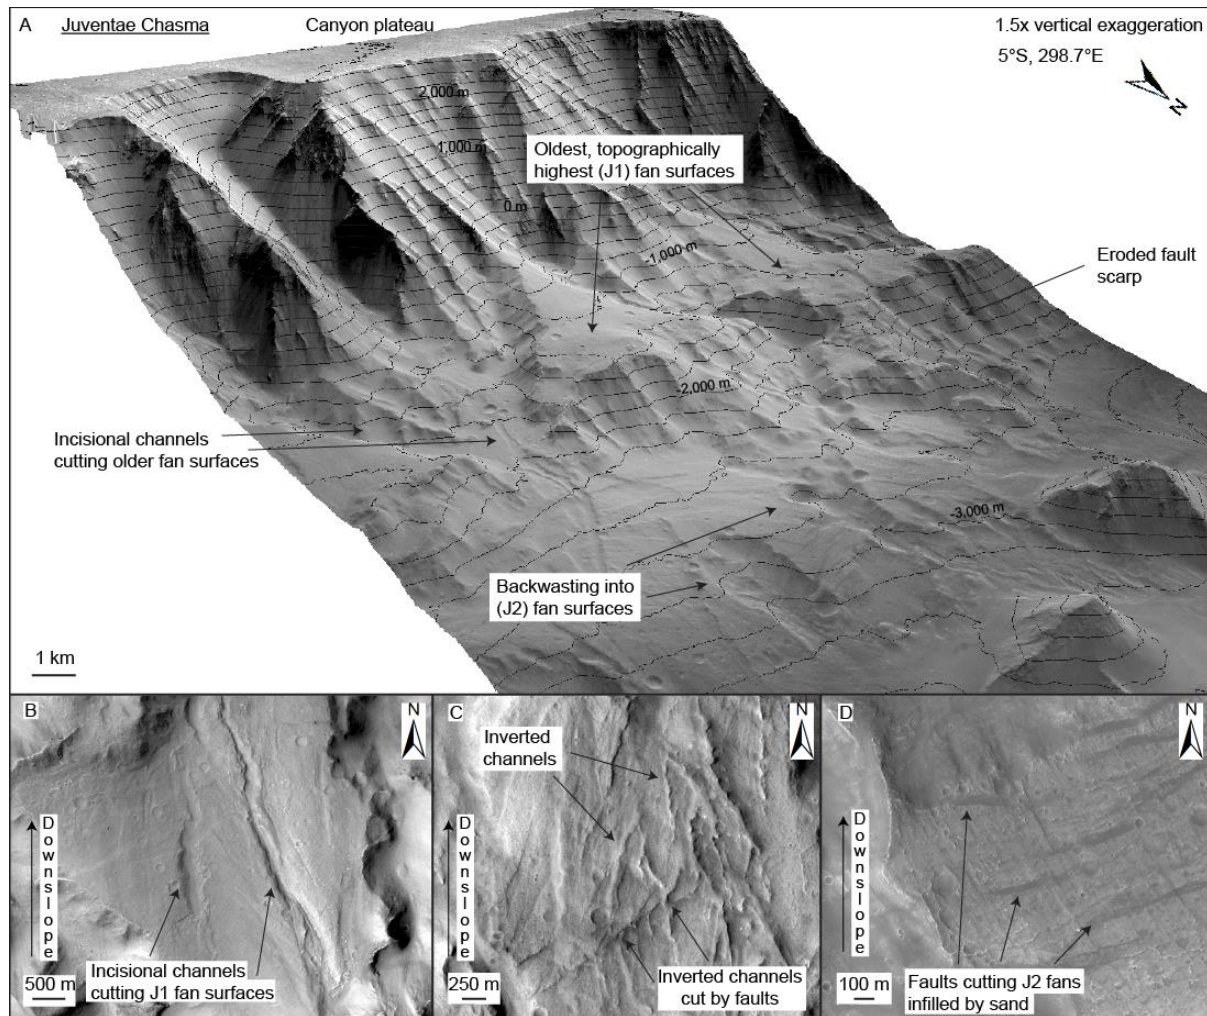 A
Juventae Chasma
Canyon plateau
1.5x vertical exaggeration
5°S, 298.7°E
N
2,000 m
1,000 m
Oldest, topographically
highest (J1) fan surfaces
0 m
-1,000 m
Eroded fault
scarp
-2,000 m
Incisional channels
cutting older fan surfaces
-3,000 m
Backwasting into
(J2) fan surfaces
1 km
B
N
Downslope
500 m
Incisional channels
cutting J1 fan surfaces
C
N
Inverted
channels
Downslope
250 m
Inverted channels
cut by faults
D
N
Downslope
100 m
Faults cutting J2 fans
infilled by sand